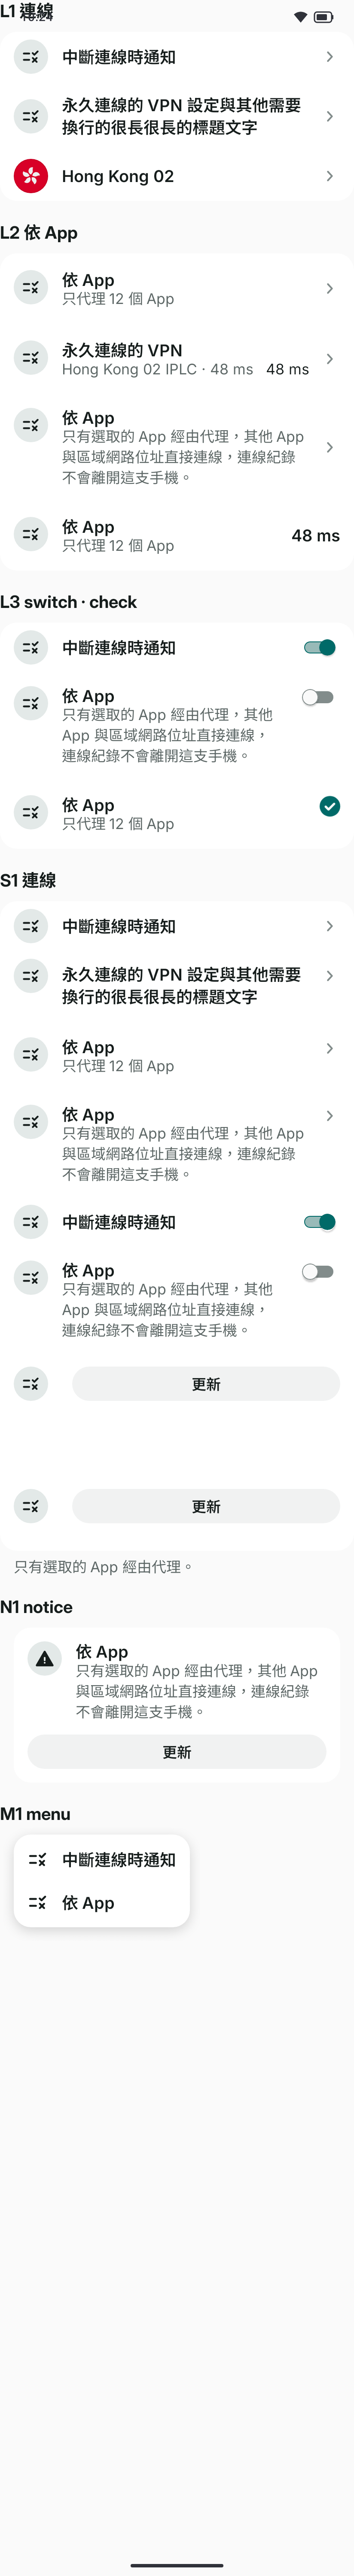 L1 連線
中斷連線時通知
永久連線的 VPN 設定與其他需要
換行的很長很長的標題文字
Hong Kong 02
L2 依 App
依 App
只代理 12 個 App
永久連線的 VPN
Hong Kong 02 IPLC · 48 ms 48 ms
依 App
只有選取的 App 經由代理，其他 App
與區域網路位址直接連線，連線紀錄
不會離開這支手機。
依 App
只代理 12 個 App
48 ms
L3 switch · check
中斷連線時通知
依 App
只有選取的 App 經由代理，其他
App 與區域網路位址直接連線，
連線紀錄不會離開這支手機。
依 App
只代理 12 個 App
S1 連線
中斷連線時通知
永久連線的 VPN 設定與其他需要
換行的很長很長的標題文字
依 App
只代理 12 個 App
依 App
只有選取的 App 經由代理，其他 App
與區域網路位址直接連線，連線紀錄
不會離開這支手機。
中斷連線時通知
依 App
只有選取的 App 經由代理，其他
App 與區域網路位址直接連線，
連線紀錄不會離開這支手機。
更新
更新
只有選取的 App 經由代理。
N1 notice
依 App
只有選取的 App 經由代理，其他 App
與區域網路位址直接連線，連線紀錄
不會離開這支手機。
更新
M1 menu
中斷連線時通知
依 App